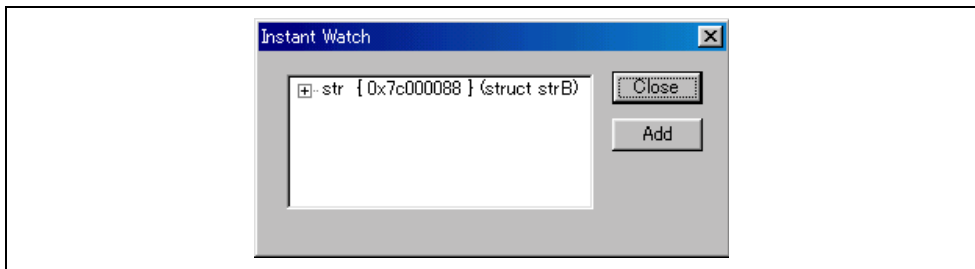 Instant Watch
str { 0x7c000088 } (struct strB)
Close
Add